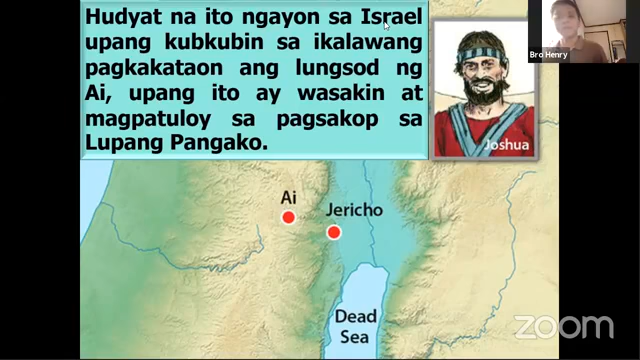 Hudyat na ito ngayon sa Israel
upang kubkubin sa ikalawang
pagkakataon ang lungsod ng
Ai, upang ito ay wasakin at
magpatuloy sa pagsakop sa
Lupang Pangako.
Bro Henry
Joshua
Ai
Jericho
Dead
Sea
zoom